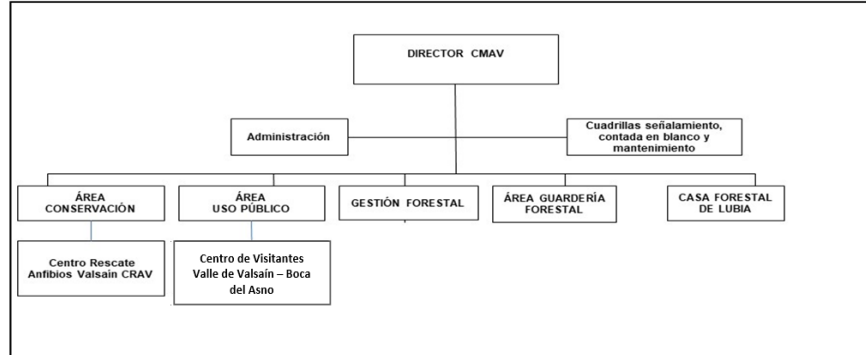 DIRECTOR CMAV
Administración
Cuadrillas señalamiento,
contada en blanco y
mantenimiento
ÁREA
CONSERVACIÓN
ÁREA
USO PÚBLICO
GESTIÓN FORESTAL
ÁREA GUARDERÍA
FORESTAL
CASA FORESTAL
DE LUBIA
Centro Rescate
Anfibios Valsaín CRAV
Centro de Visitantes
Valle de Valsaín – Boca
del Asno